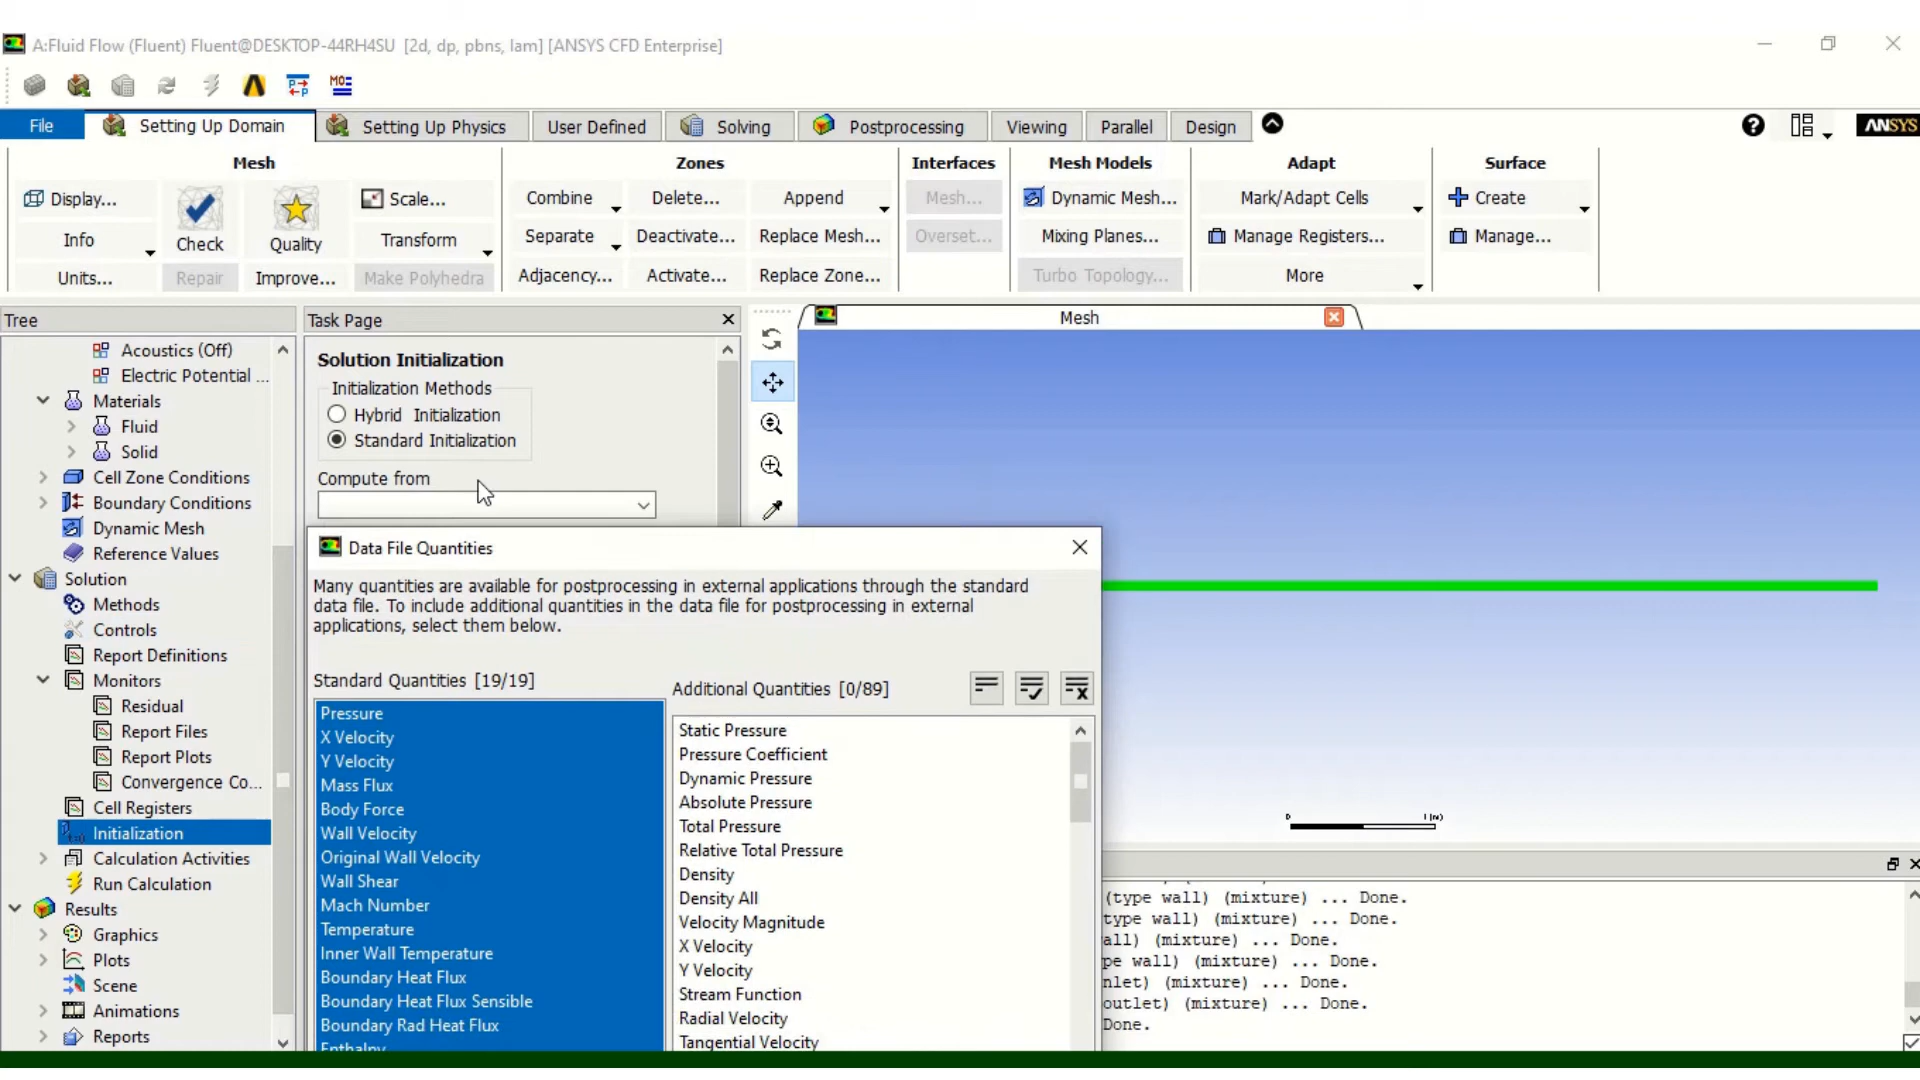 A:Fluid Flow (Fluent) Fluent@DESKTOP-44RH4SU [2d, dp, pbns, lam] [ANSYS CFD Enterprise]
File
Setting Up Domain
Setting Up Physics
User Defined
Solving
Postprocessing
Viewing
Parallel
Design
ANSYS
Mesh
Display...
Info
Units...
Check
Repair
Quality
Improve...
Scale...
Transform
Make Polyhedra
Zones
Combine
Delete...
Append
Separate
Deactivate...
Replace Mesh...
Adjacency...
Activate...
Replace Zone...
Interfaces
Mesh...
Overset...
Mesh Models
Dynamic Mesh...
Mixing Planes...
Turbo Topology...
Adapt
Mark/Adapt Cells
Manage Registers...
More
Surface
Create
Manage...
Tree
Acoustics (Off)
Electric Potential ...
Materials
Fluid
Solid
Cell Zone Conditions
Boundary Conditions
Dynamic Mesh
Reference Values
Solution
Methods
Controls
Report Definitions
Monitors
Residual
Report Files
Report Plots
Convergence Co...
Cell Registers
Initialization
Calculation Activities
Run Calculation
Results
Graphics
Plots
Scene
Animations
Reports
Task Page
Solution Initialization
Initialization Methods
Hybrid Initialization
Standard Initialization
Compute from
Mesh
Data File Quantities
Many quantities are available for postprocessing in external applications through the standard
data file. To include additional quantities in the data file for postprocessing in external
applications, select them below.
Standard Quantities [19/19]
Pressure
X Velocity
Y Velocity
Mass Flux
Body Force
Wall Velocity
Original Wall Velocity
Wall Shear
Mach Number
Temperature
Inner Wall Temperature
Boundary Heat Flux
Boundary Heat Flux Sensible
Boundary Rad Heat Flux
Enthalpy
Additional Quantities [0/89]
Static Pressure
Pressure Coefficient
Dynamic Pressure
Absolute Pressure
Total Pressure
Relative Total Pressure
Density
Density All
Velocity Magnitude
X Velocity
Y Velocity
Stream Function
Radial Velocity
Tangential Velocity
0 1 (m)
(type wall) (mixture) ... Done.
type wall) (mixture) ... Done.
all) (mixture) ... Done.
pe wall) (mixture) ... Done.
nlet) (mixture) ... Done.
outlet) (mixture) ... Done.
Done.